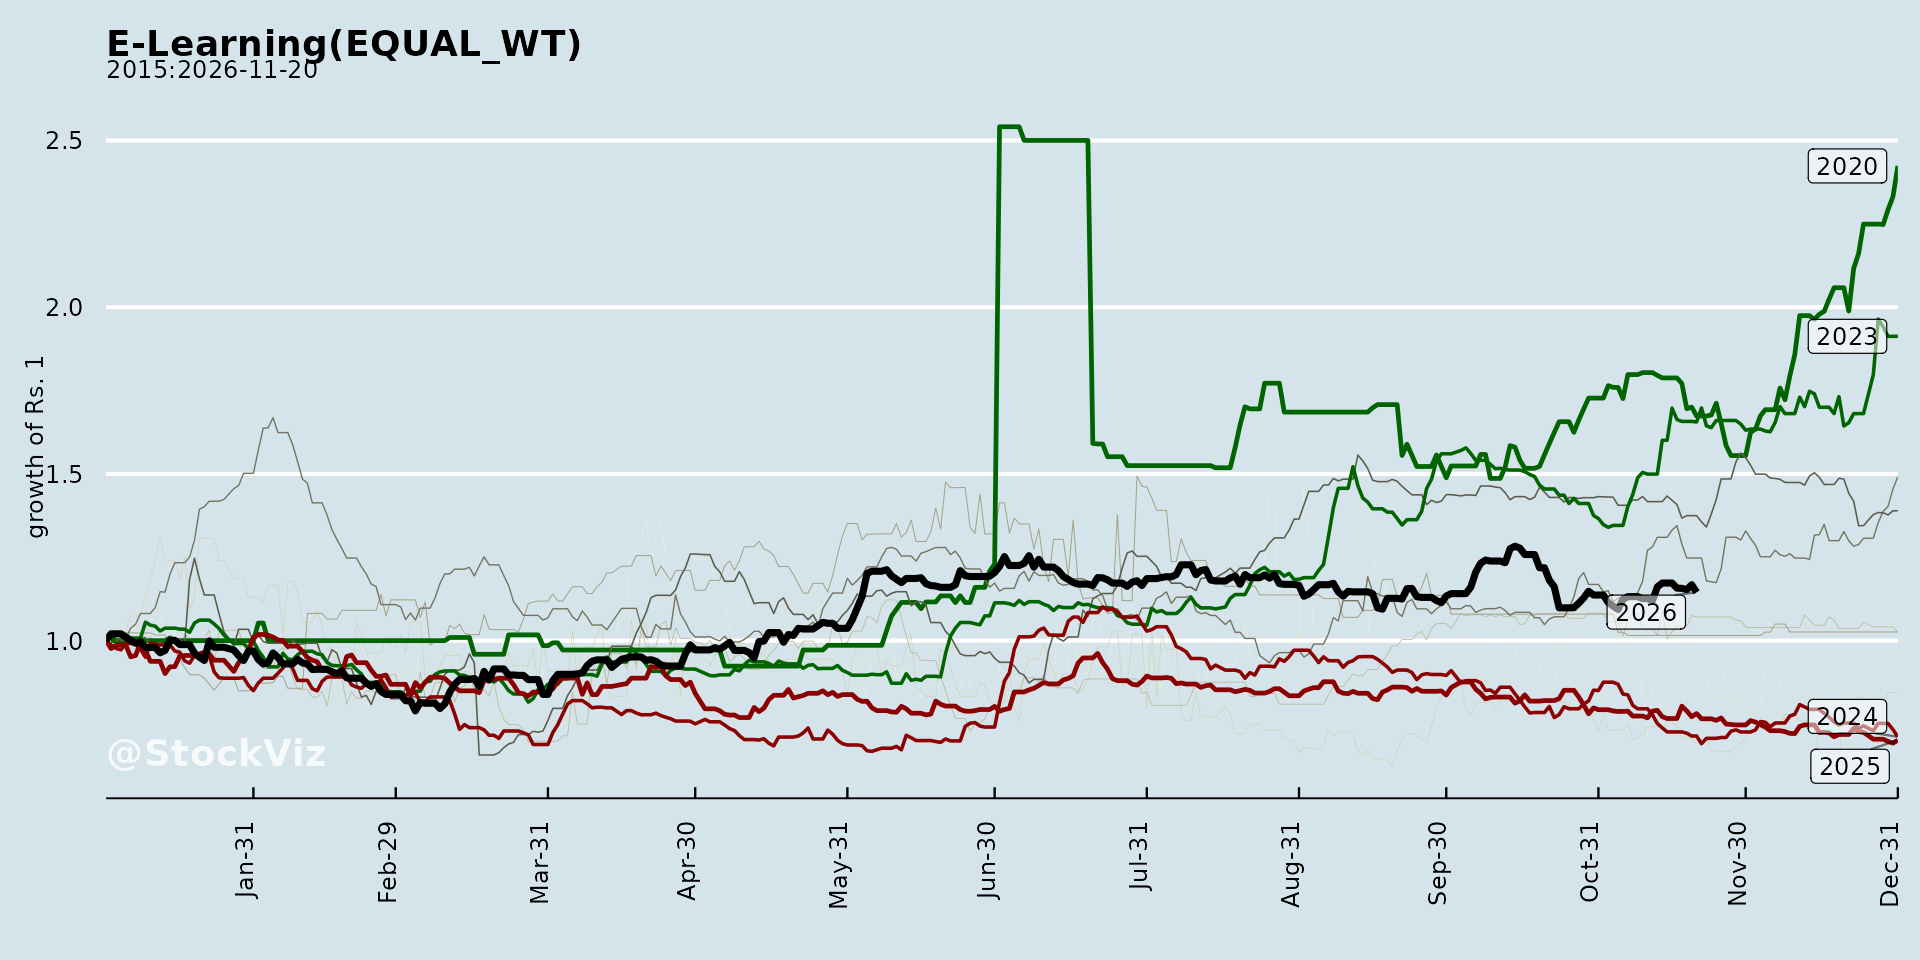 E-Learning(EQUAL_WT)
2015:2026-11-20
growth of Rs. 1
2.5
2.0
1.5
1.0
2020
2023
2026
2024
2025
@StockViz
Jan-31
Feb-29
Mar-31
Apr-30
May-31
Jun-30
Jul-31
Aug-31
Sep-30
Oct-31
Nov-30
Dec-31